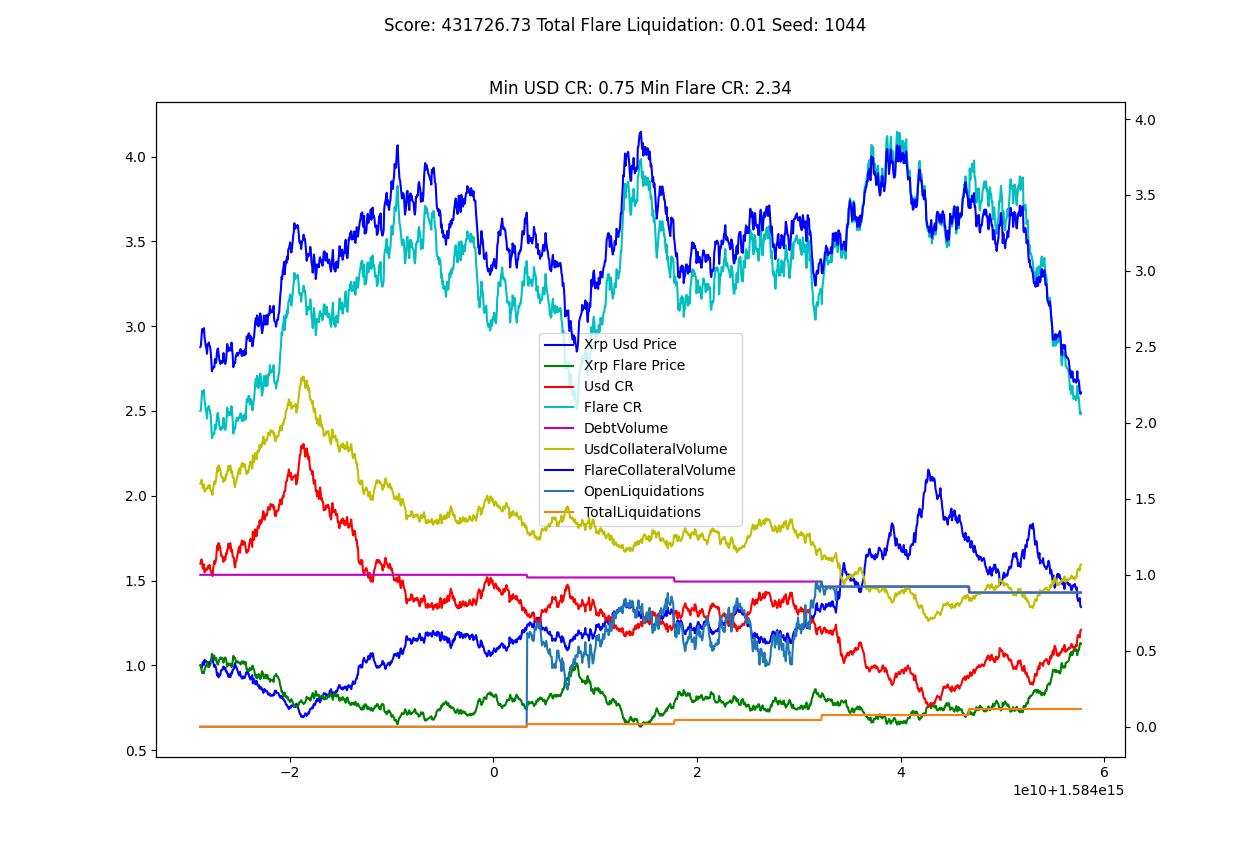 Score: 431726.73 Total Flare Liquidation: 0.01 Seed: 1044
Min USD CR: 0.75 Min Flare CR: 2.34
4.0
3.5
3.0
2.5
2.0
1.5
1.0
0.5
4.0
3.5
3.0
2.5
2.0
1.5
1.0
0.5
0.0
Xrp Usd Price
Xrp Flare Price
Usd CR
Flare CR
DebtVolume
UsdCollateralVolume
FlareCollateralVolume
OpenLiquidations
TotalLiquidations
−2 0 2 4 6
1e10+1.584e15